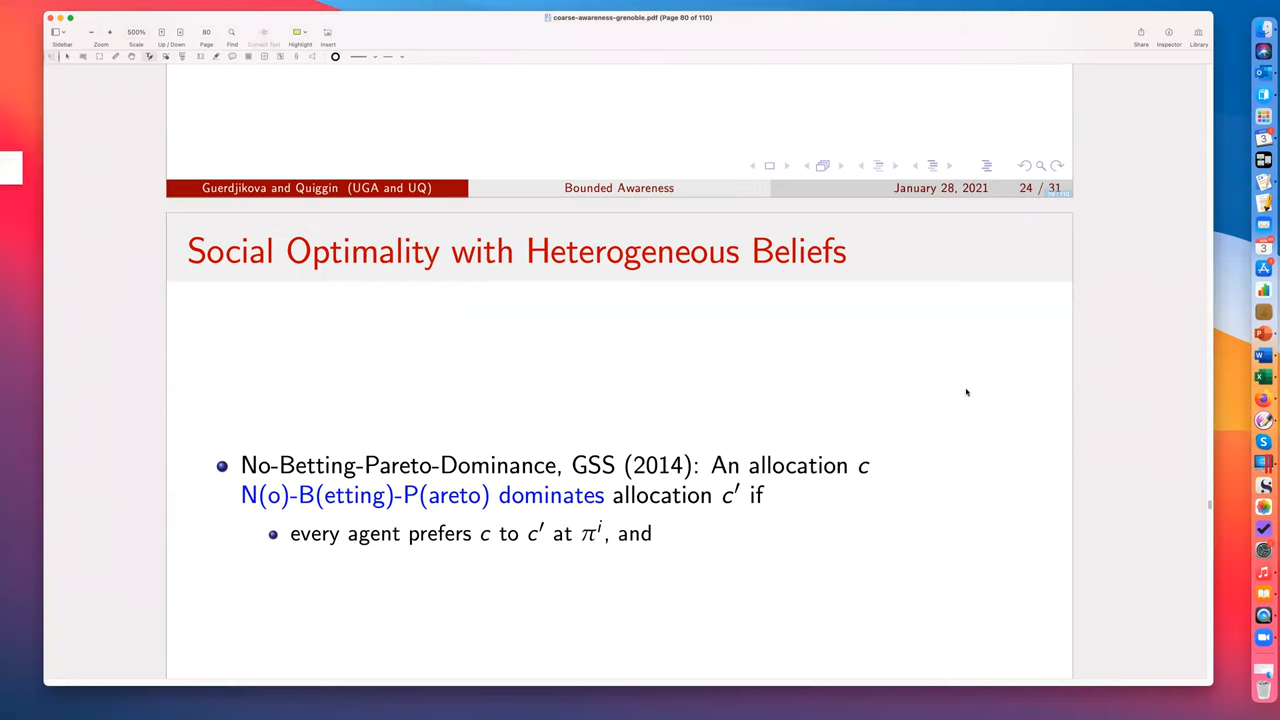 coarse-awareness-grenoble.pdf (Page 80 of 110)
500%
80
Sidebar
Zoom
Scale
Up / Down
Page
Find
Correct Text
Highlight
Insert
Share
Inspector
Library
Guerdjikova and Quiggin (UGA and UQ)
Bounded Awareness
January 28, 2021
24 / 31
Social Optimality with Heterogeneous Beliefs
No-Betting-Pareto-Dominance, GSS (2014): An allocation c
N(o)-B(etting)-P(areto) dominates allocation c′ if
every agent prefers c to c′ at πⁱ, and